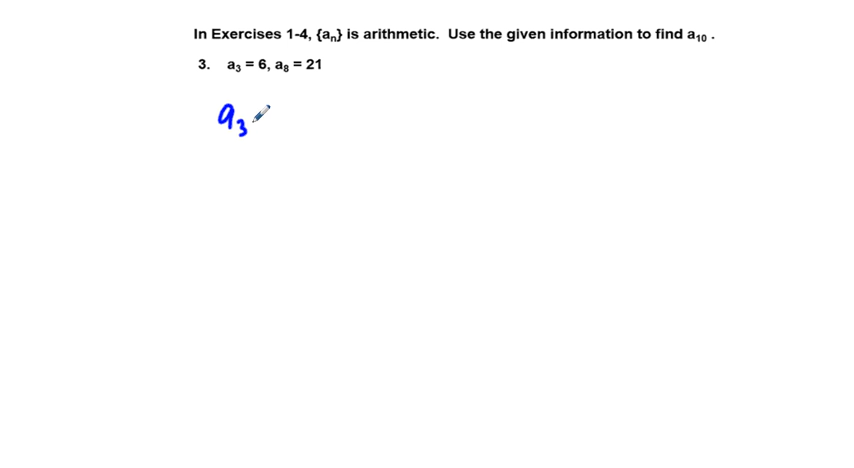 In Exercises 1-4, {aₙ} is arithmetic. Use the given information to find a₁₀ .
3. a₃ = 6, a₈ = 21
a₃